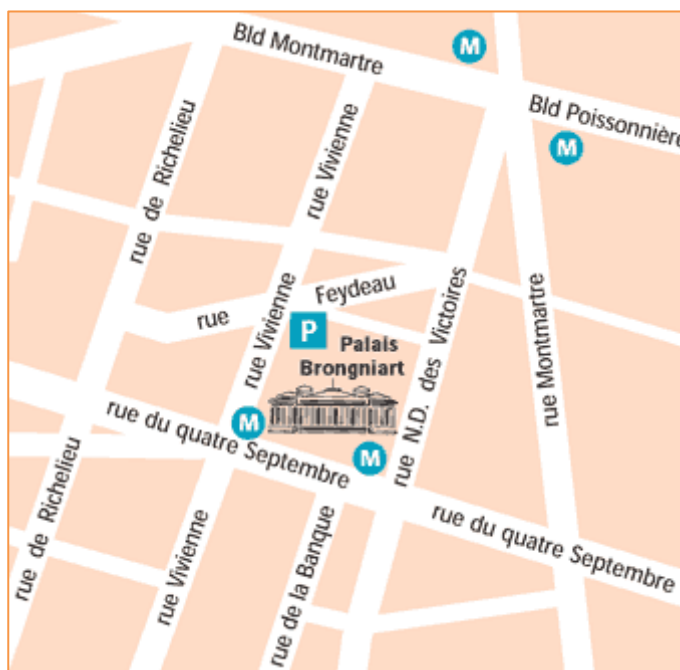 M
Bld Montmartre
Bld Poissonnière
M
rue de Richelieu
rue Vivienne
rue Feydeau
rue Vivienne
P
Palais
Brongniart
rue N.D. des Victoires
rue Montmartre
M
M
rue du quatre Septembre
rue du quatre Septembre
rue de Richelieu
rue Vivienne
rue de la Banque